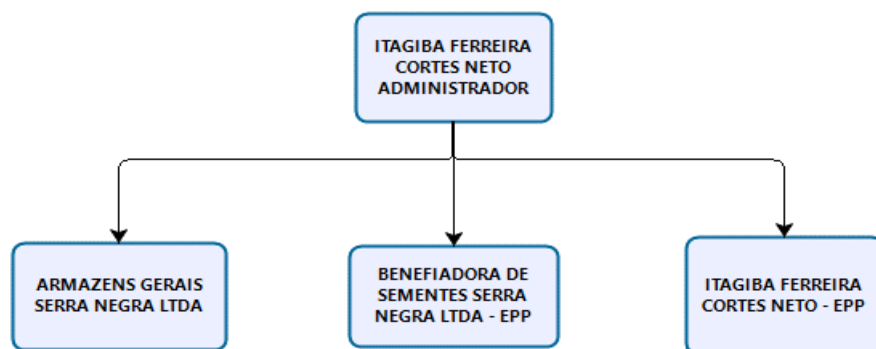 ITAGIBA FERREIRA
CORTES NETO
ADMINISTRADOR
ARMAZENS GERAIS
SERRA NEGRA LTDA
BENEFIADORA DE
SEMENTES SERRA
NEGRA LTDA - EPP
ITAGIBA FERREIRA
CORTES NETO - EPP